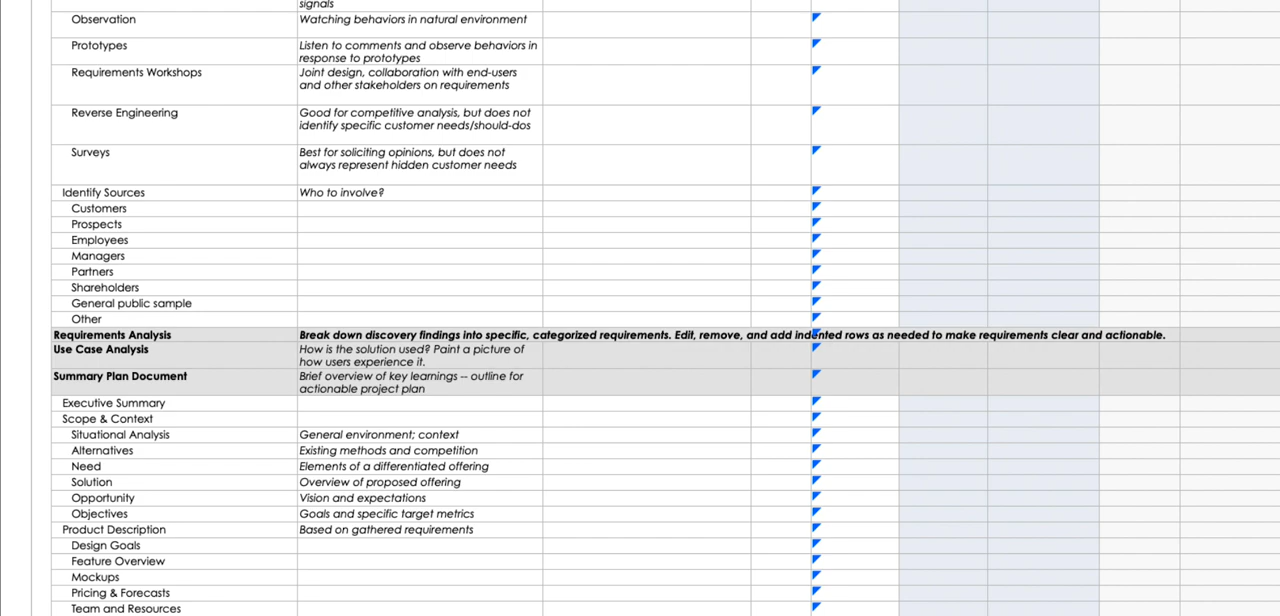 signals
Observation Watching behaviors in natural environment
Prototypes Listen to comments and observe behaviors in
response to prototypes
Requirements Workshops Joint design, collaboration with end-users
and other stakeholders on requirements
Reverse Engineering Good for competitive analysis, but does not
identify specific customer needs/should-dos
Surveys Best for soliciting opinions, but does not
always represent hidden customer needs
Identify Sources Who to involve?
Customers
Prospects
Employees
Managers
Partners
Shareholders
General public sample
Other
Requirements Analysis Break down discovery findings into specific, categorized requirements. Edit, remove, and add indented rows as needed to make requirements clear and actionable.
Use Case Analysis How is the solution used? Paint a picture of
how users experience it.
Summary Plan Document Brief overview of key learnings -- outline for
actionable project plan
Executive Summary
Scope & Context
Situational Analysis General environment; context
Alternatives Existing methods and competition
Need Elements of a differentiated offering
Solution Overview of proposed offering
Opportunity Vision and expectations
Objectives Goals and specific target metrics
Product Description Based on gathered requirements
Design Goals
Feature Overview
Mockups
Pricing & Forecasts
Team and Resources